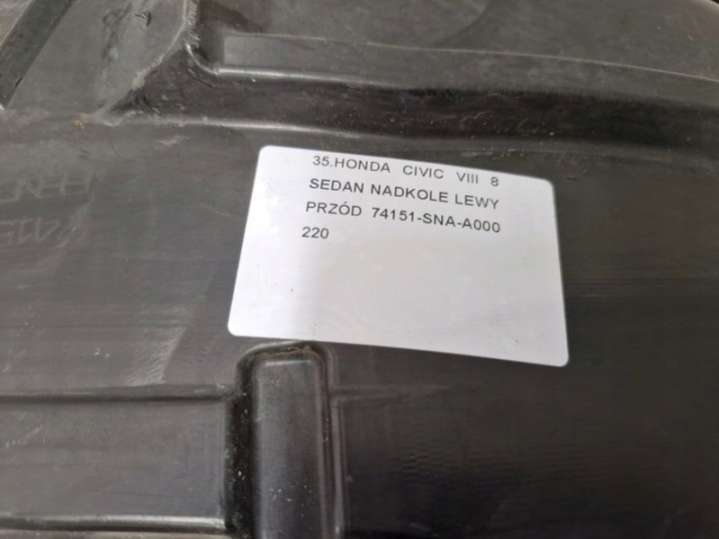 35.HONDA CIVIC VIII 8
SEDAN NADKOLE LEWY
PRZÓD 74151-SNA-A000
220